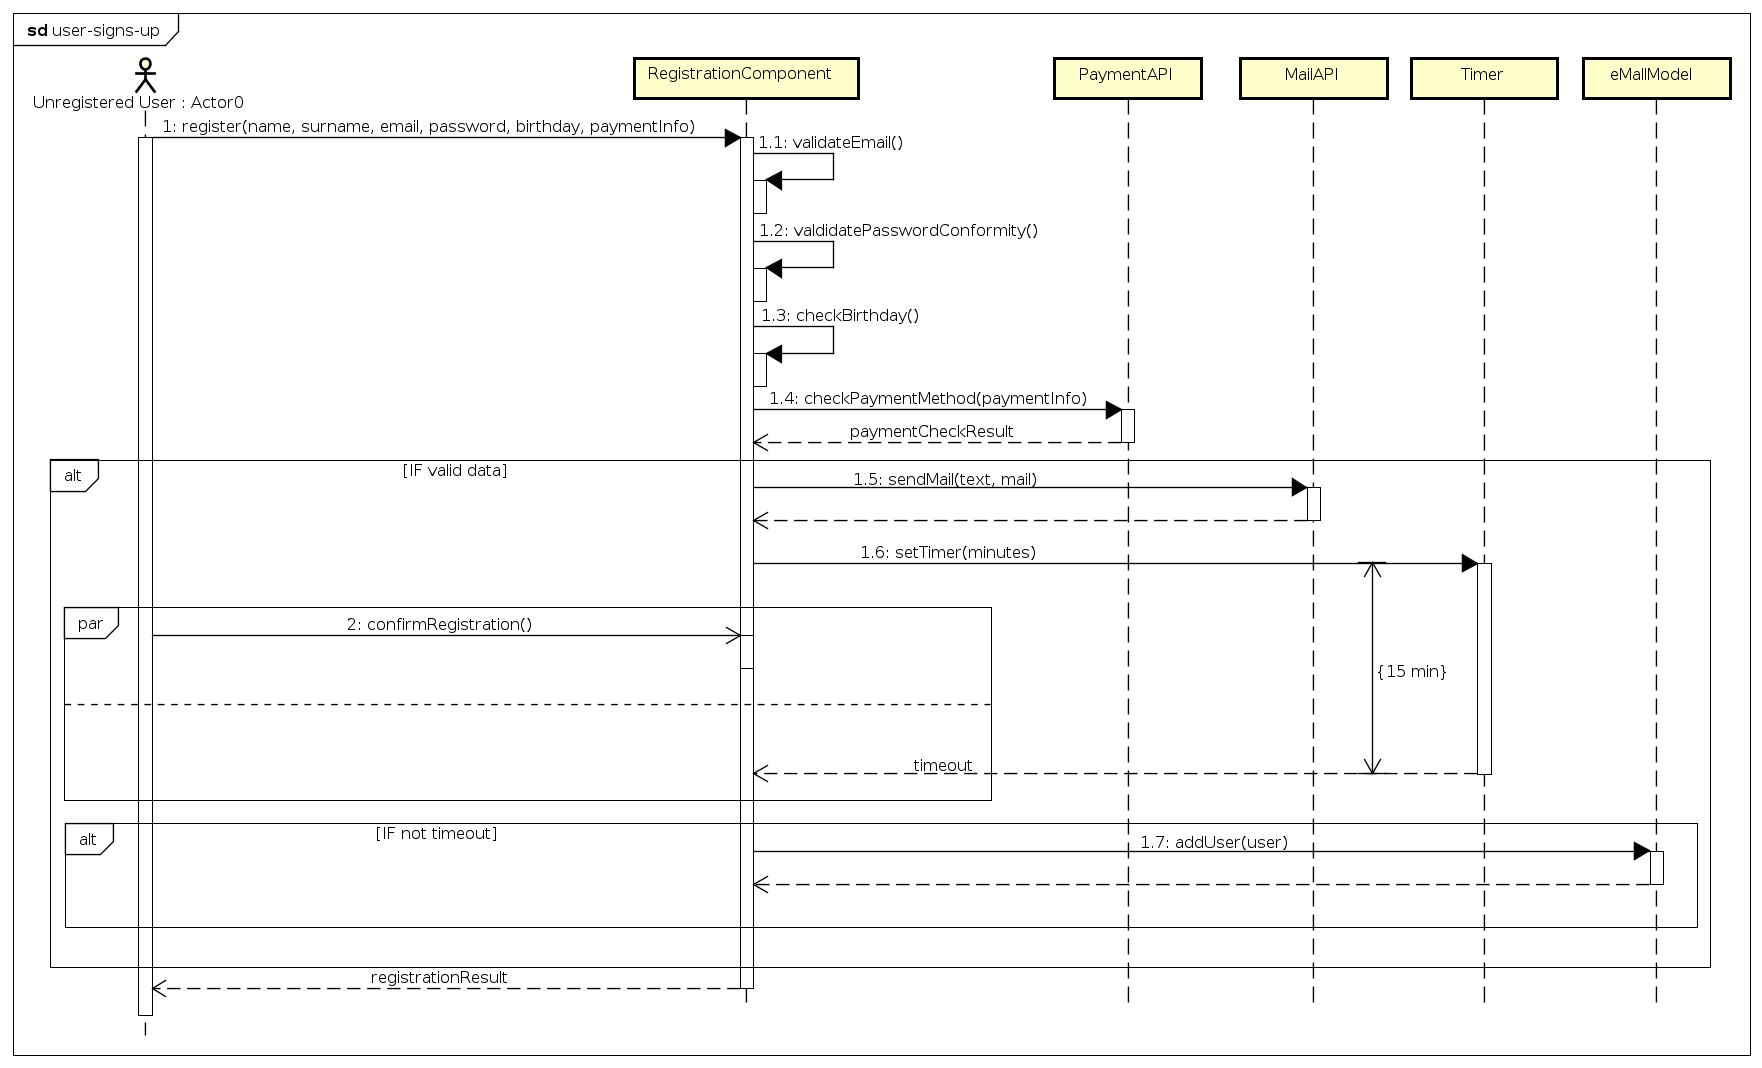 sd user-signs-up
Unregistered User : Actor0
RegistrationComponent
PaymentAPI
MailAPI
Timer
eMallModel
1: register(name, surname, email, password, birthday, paymentInfo)
1.1: validateEmail()
1.2: valdidatePasswordConformity()
1.3: checkBirthday()
1.4: checkPaymentMethod(paymentInfo)
paymentCheckResult
alt
[IF valid data]
1.5: sendMail(text, mail)
1.6: setTimer(minutes)
par
2: confirmRegistration()
{15 min}
timeout
alt
[IF not timeout]
1.7: addUser(user)
registrationResult